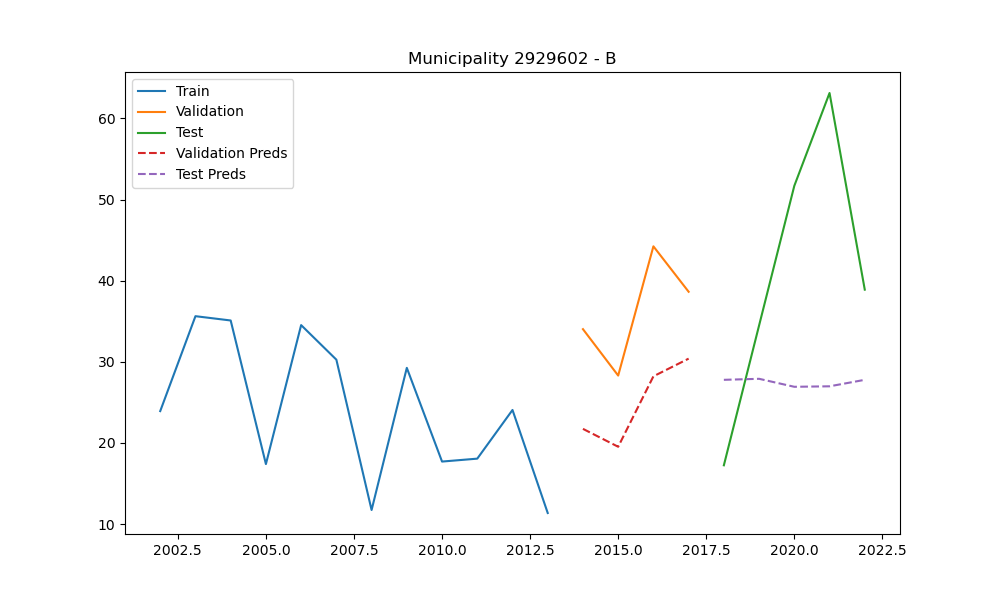 Municipality 2929602 - B
Train
Validation
Test
Validation Preds
Test Preds
60
50
40
30
20
10
2002.5 2005.0 2007.5 2010.0 2012.5 2015.0 2017.5 2020.0 2022.5